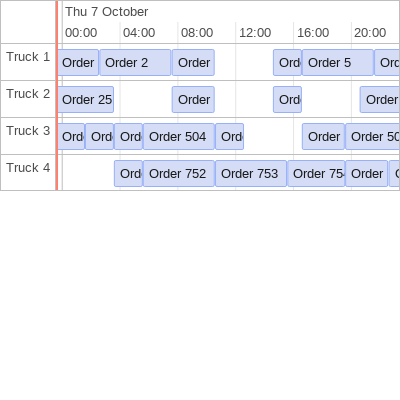 Thu 7 October
00:00 04:00 08:00 12:00 16:00 20:00
Truck 1 Order Order 2 Order Ord Order 5 Ord
Truck 2 Order 25 Order Ord Order
Truck 3 Ord Ord Ord Order 504 Ord Order Order 50
Truck 4 Ord Order 752 Order 753 Order 754 Order